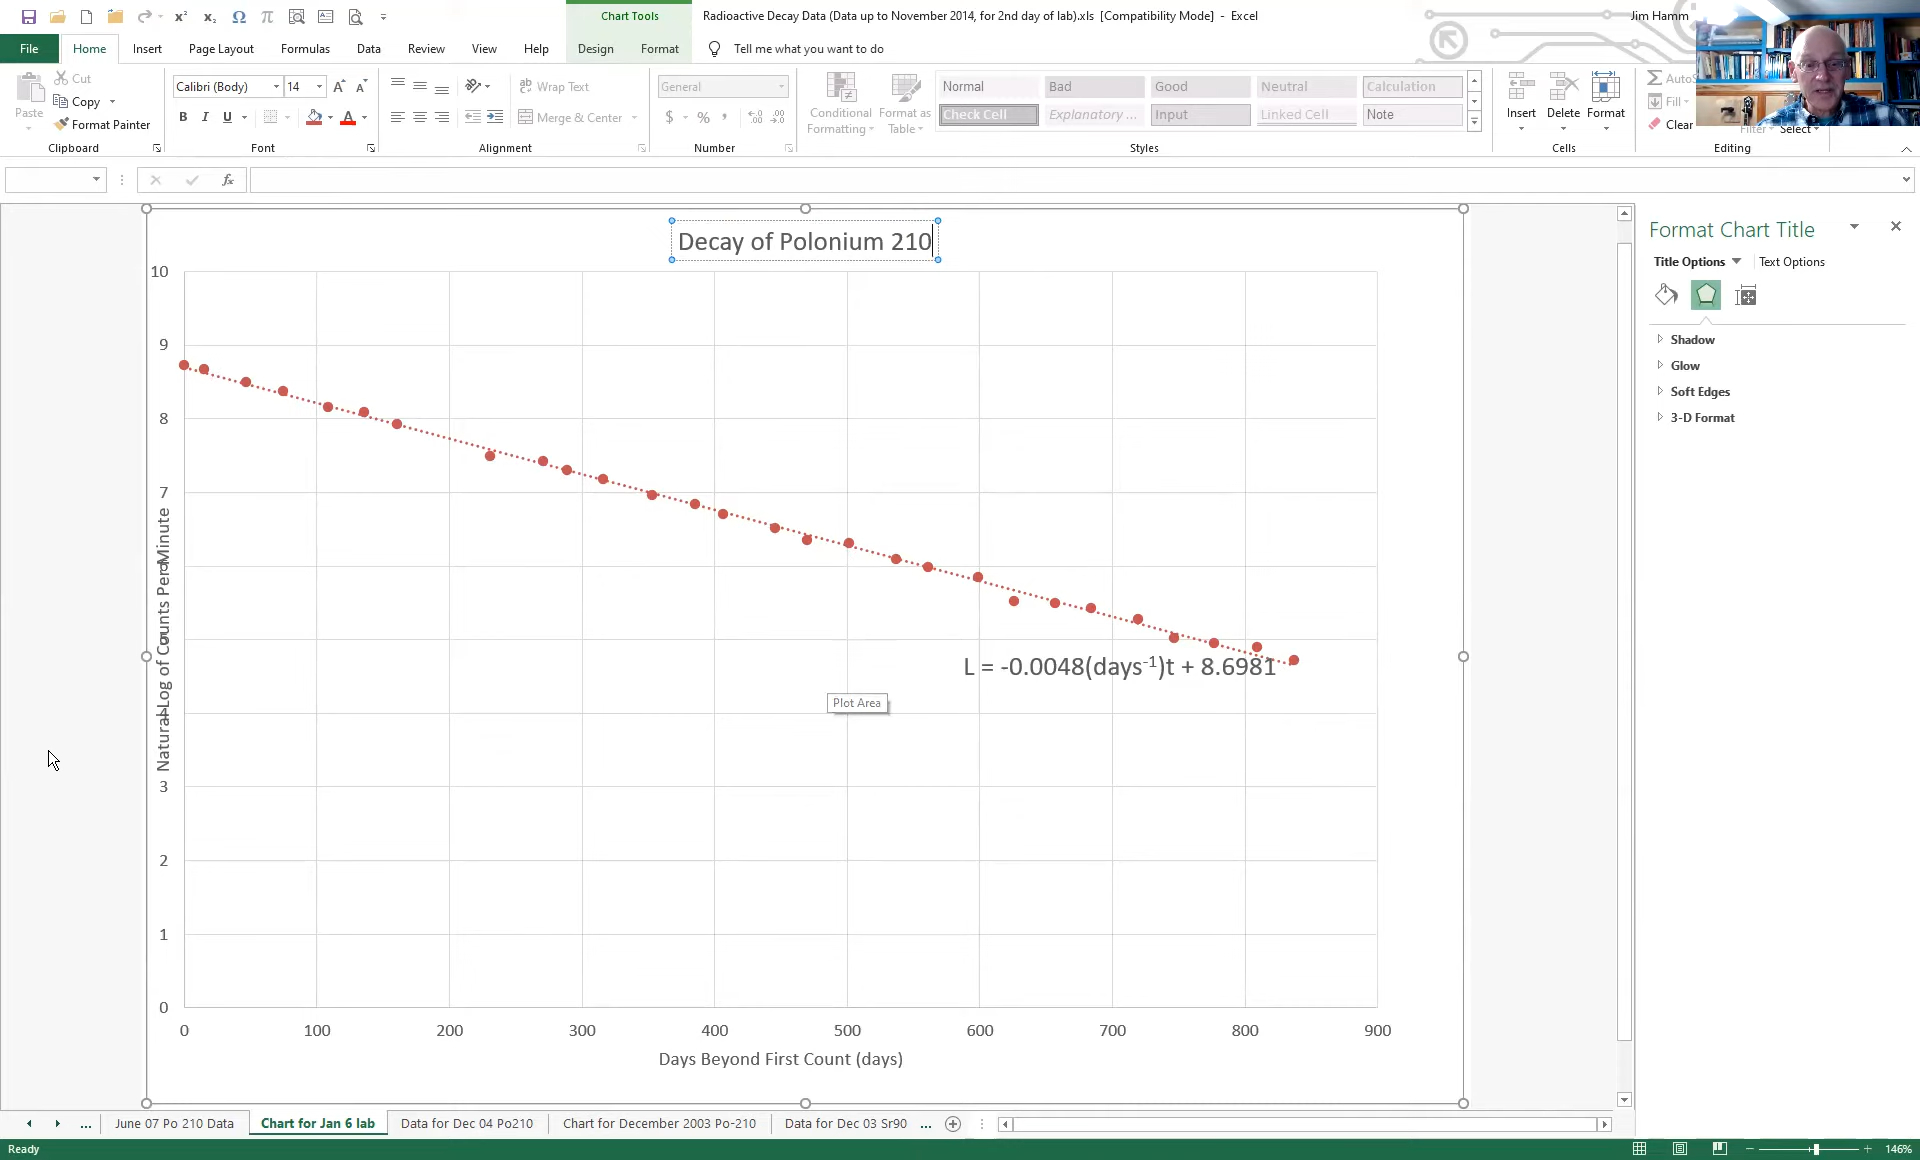 Chart Tools
Radioactive Decay Data (Data up to November 2014, for 2nd day of lab).xls [Compatibility Mode] - Excel
Jim Hamm
File Home Insert Page Layout Formulas Data Review View Help Design Format Tell me what you want to do
Paste
Cut
Copy
Format Painter
Clipboard
Calibri (Body) 14
B I U
Font
Wrap Text
Merge & Center
Alignment
General
$ % ,
Number
Conditional Formatting
Format as Table
Normal Bad Good Neutral Calculation
Check Cell Explanatory ... Input Linked Cell Note
Styles
Insert Delete Format
Cells
Fill
Clear
Filter Select
Editing
fx
Decay of Polonium 210
10
9
8
7
6
5
4
3
2
1
0
Natural Log of Counts Per Minute
L = -0.0048(days⁻¹)t + 8.6981
Plot Area
0 100 200 300 400 500 600 700 800 900
Days Beyond First Count (days)
Format Chart Title
Title Options Text Options
Shadow
Glow
Soft Edges
3-D Format
... June 07 Po 210 Data Chart for Jan 6 lab Data for Dec 04 Po210 Chart for December 2003 Po-210 Data for Dec 03 Sr90 ...
Ready
146%